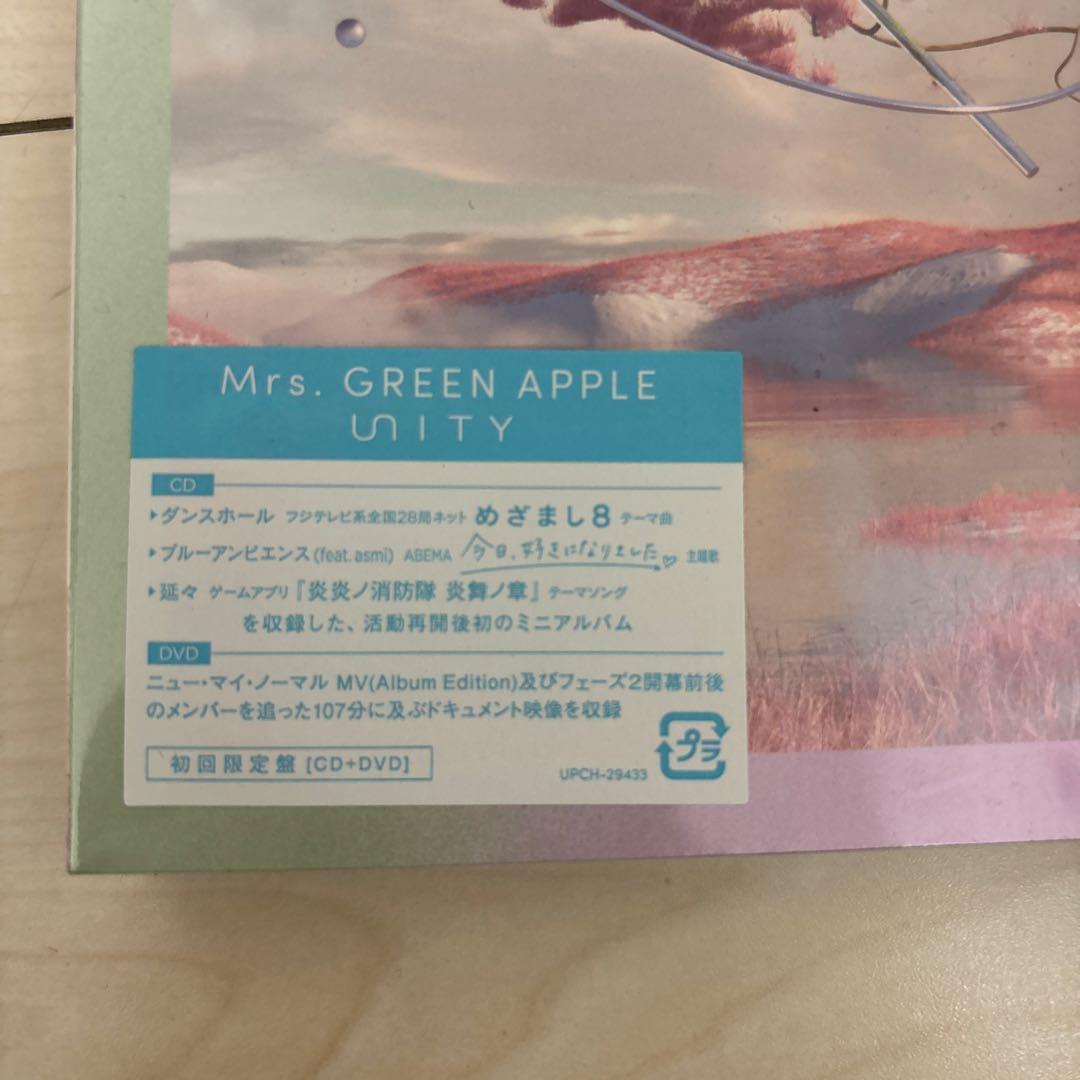 Mrs. GREEN APPLE
UNITY
CD
▶ダンスホール フジテレビ系全国28局ネット めざまし8 テーマ曲
▶ブルーアンビエンス(feat. asmi) ABEMA 今日、好きになりました♡ 主題歌
▶延々 ゲームアプリ『炎炎ノ消防隊 炎舞ノ章』テーマソング
を収録した、活動再開後初のミニアルバム
DVD
ニュー・マイ・ノーマル MV(Album Edition)及びフェーズ2開幕前後
のメンバーを追った107分に及ぶドキュメント映像を収録
初回限定盤 [CD+DVD]
UPCH-29433
プラ